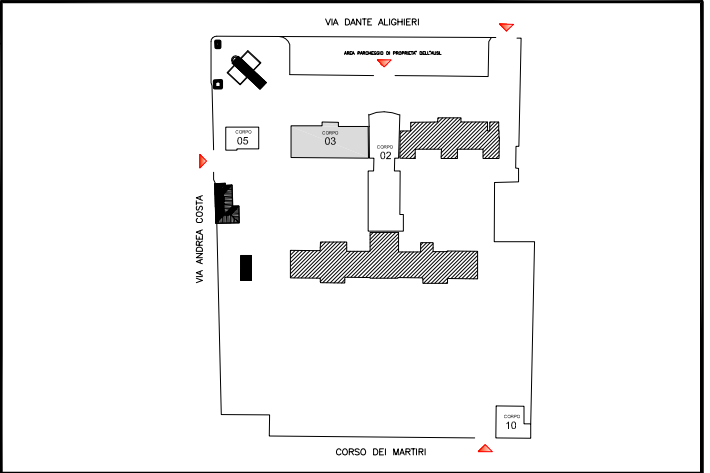 VIA DANTE ALIGHIERI
AREA PARCHEGGIO DI PROPRIETA' DELL'AUSL
CORPO
05
CORPO
03
CORPO
02
VIA ANDREA COSTA
CORPO
10
CORSO DEI MARTIRI